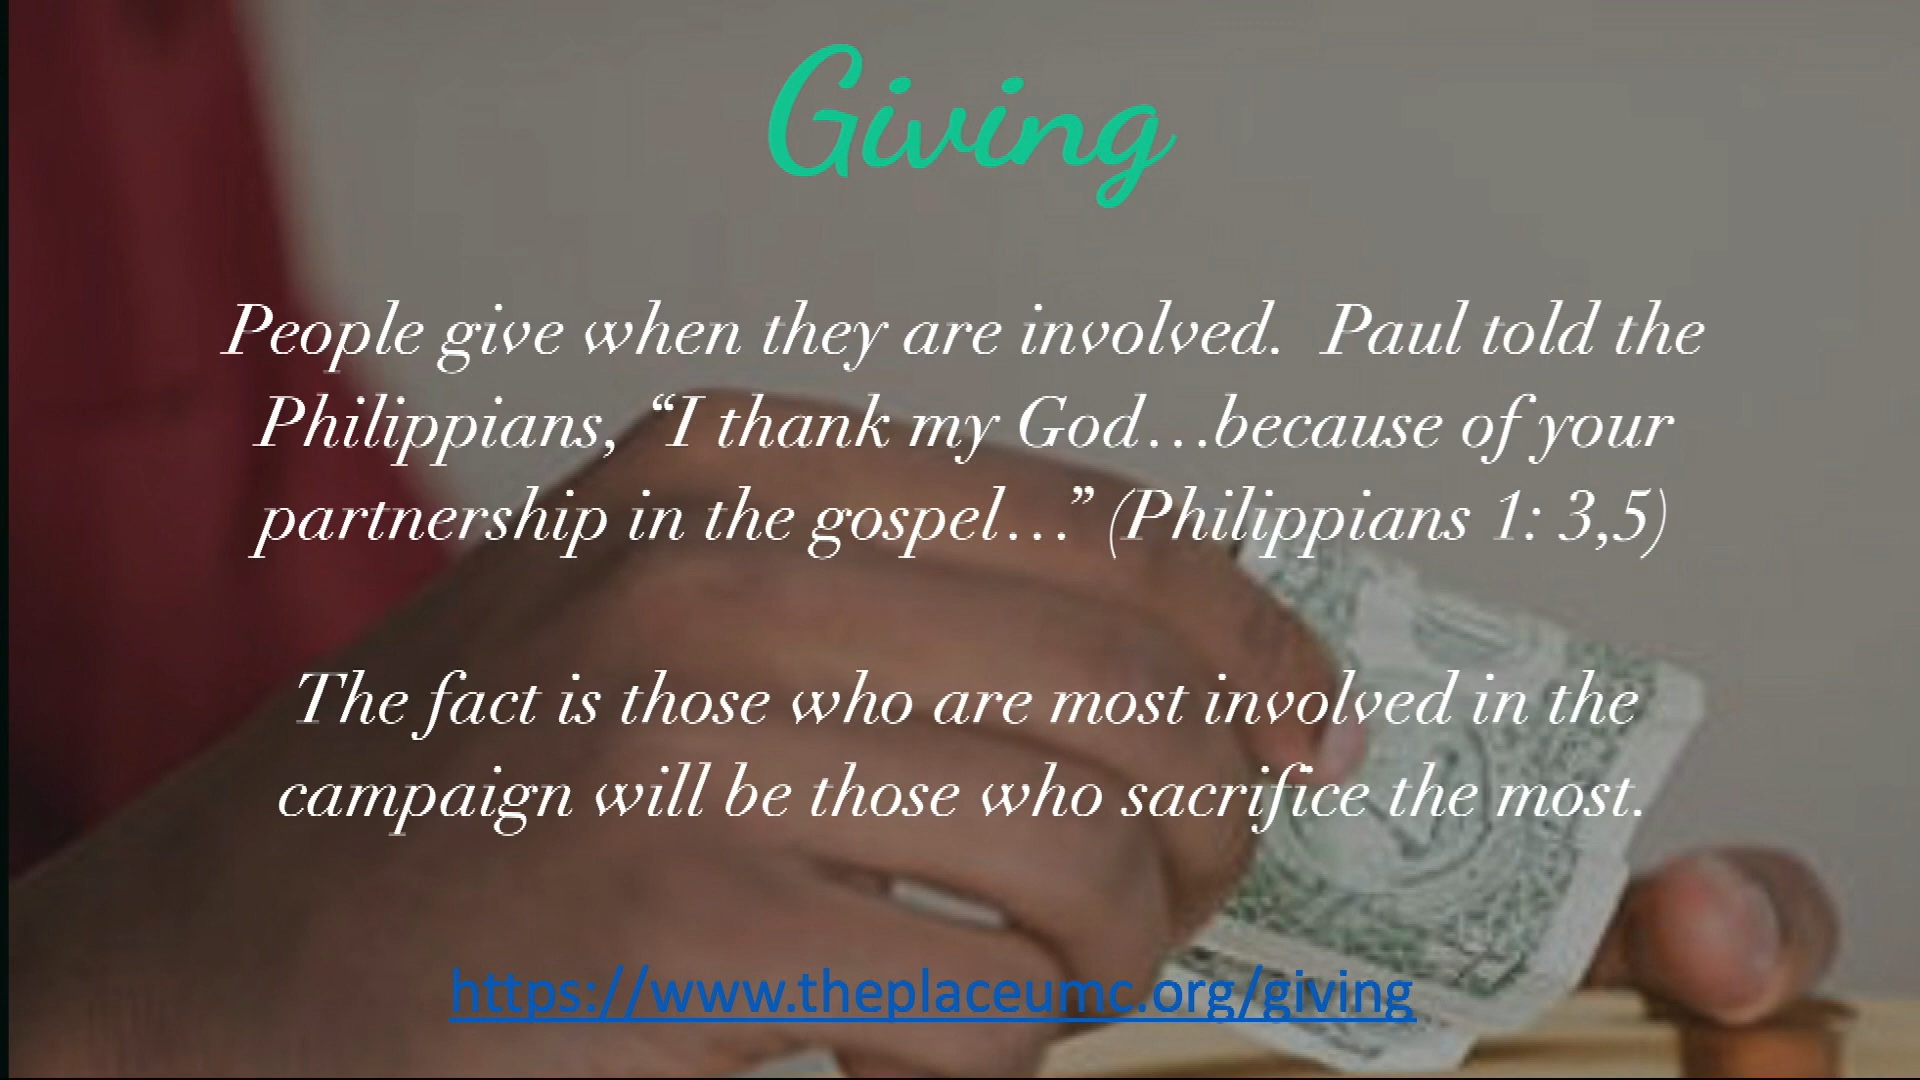 Giving
People give when they are involved.  Paul told the
Philippians, “I thank my God…because of your
partnership in the gospel…” (Philippians 1: 3,5)
The fact is those who are most involved in the
campaign will be those who sacrifice the most.
https://www.theplaceumc.org/giving